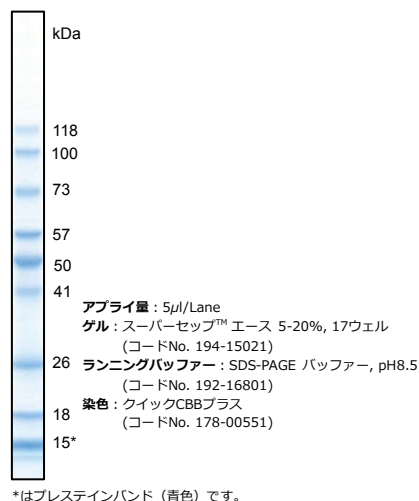 kDa
118
100
73
57
50
41
アプライ量：5μl/Lane
ゲル：スーパーセップ™ エース 5-20%, 17ウェル
(コードNo. 194-15021)
26
ランニングバッファー：SDS-PAGE バッファー, pH8.5
(コードNo. 192-16801)
染色：クイックCBBプラス
18
(コードNo. 178-00551)
15*
*はプレステインバンド（青色）です。